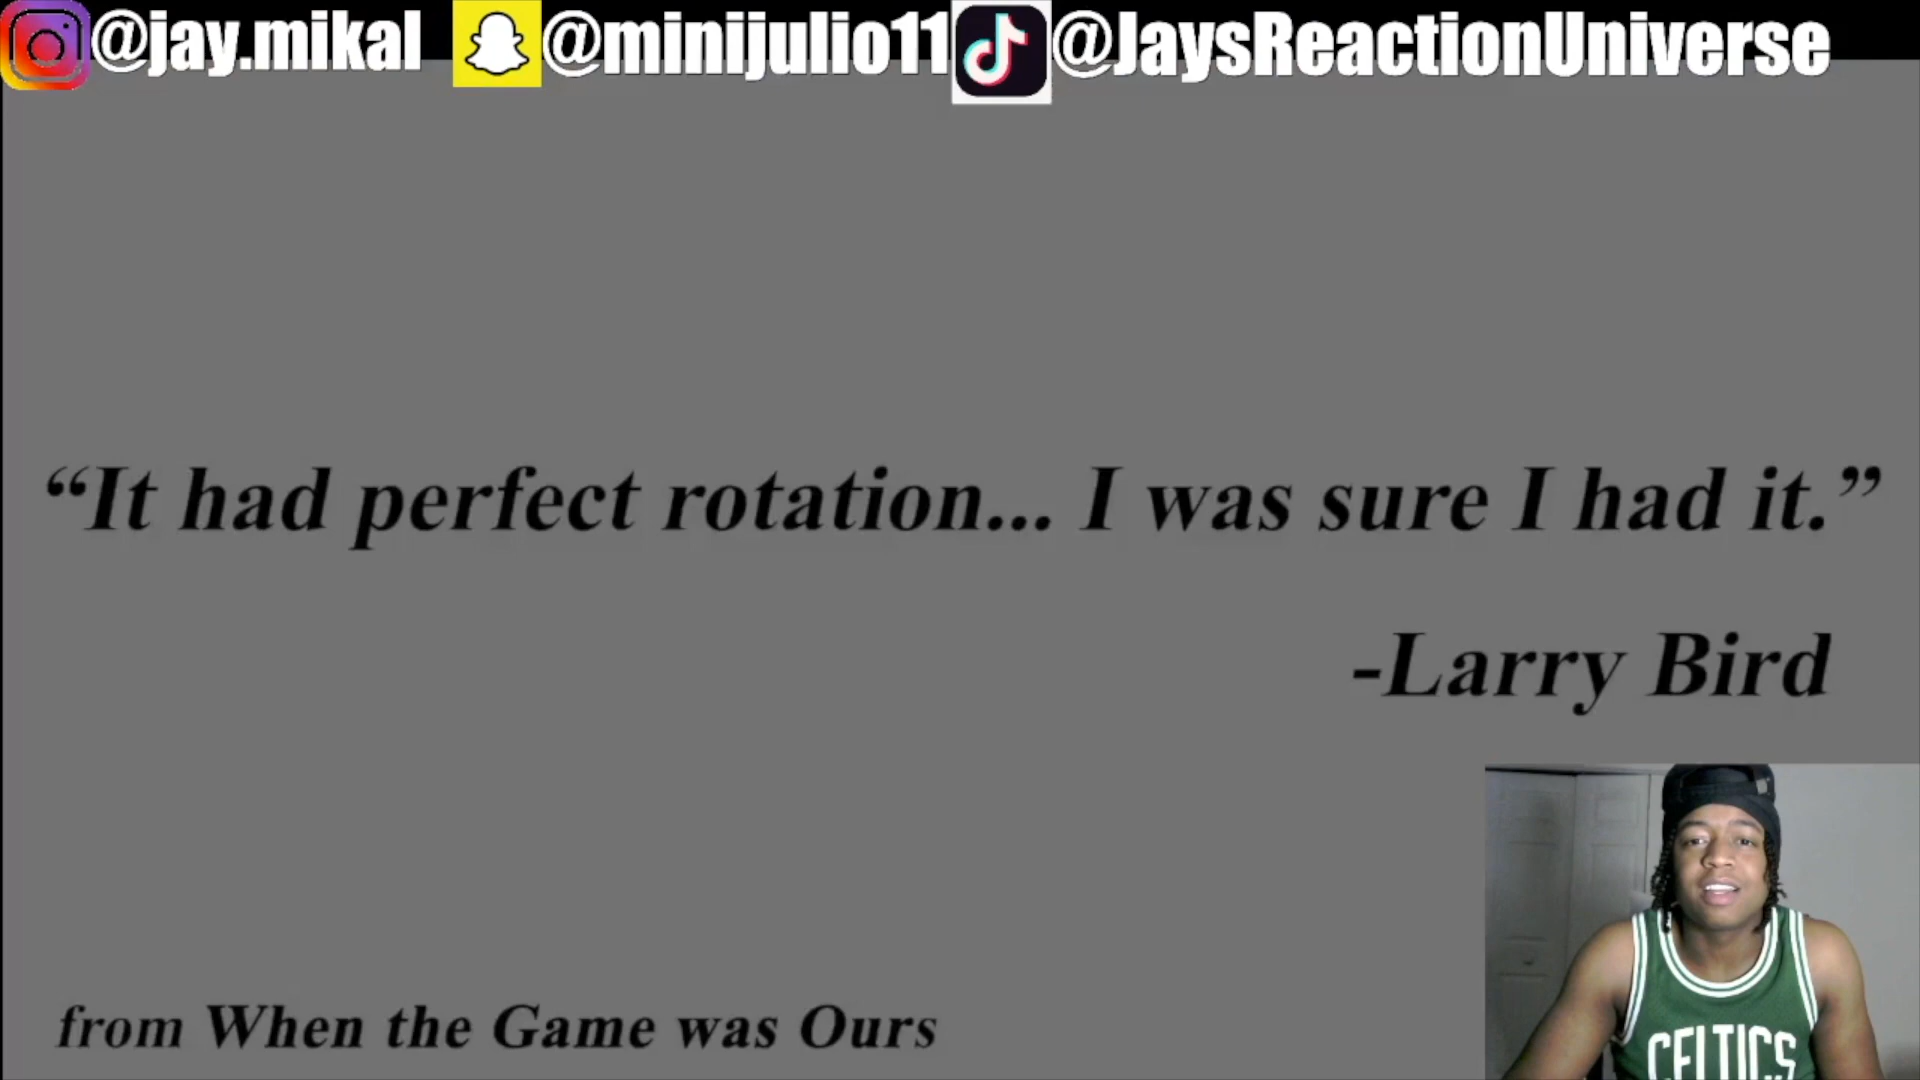 @jay.mikal @minijulio11 @JaysReactionUniverse
“It had perfect rotation... I was sure I had it.”
-Larry Bird
from When the Game was Ours
CELTICS